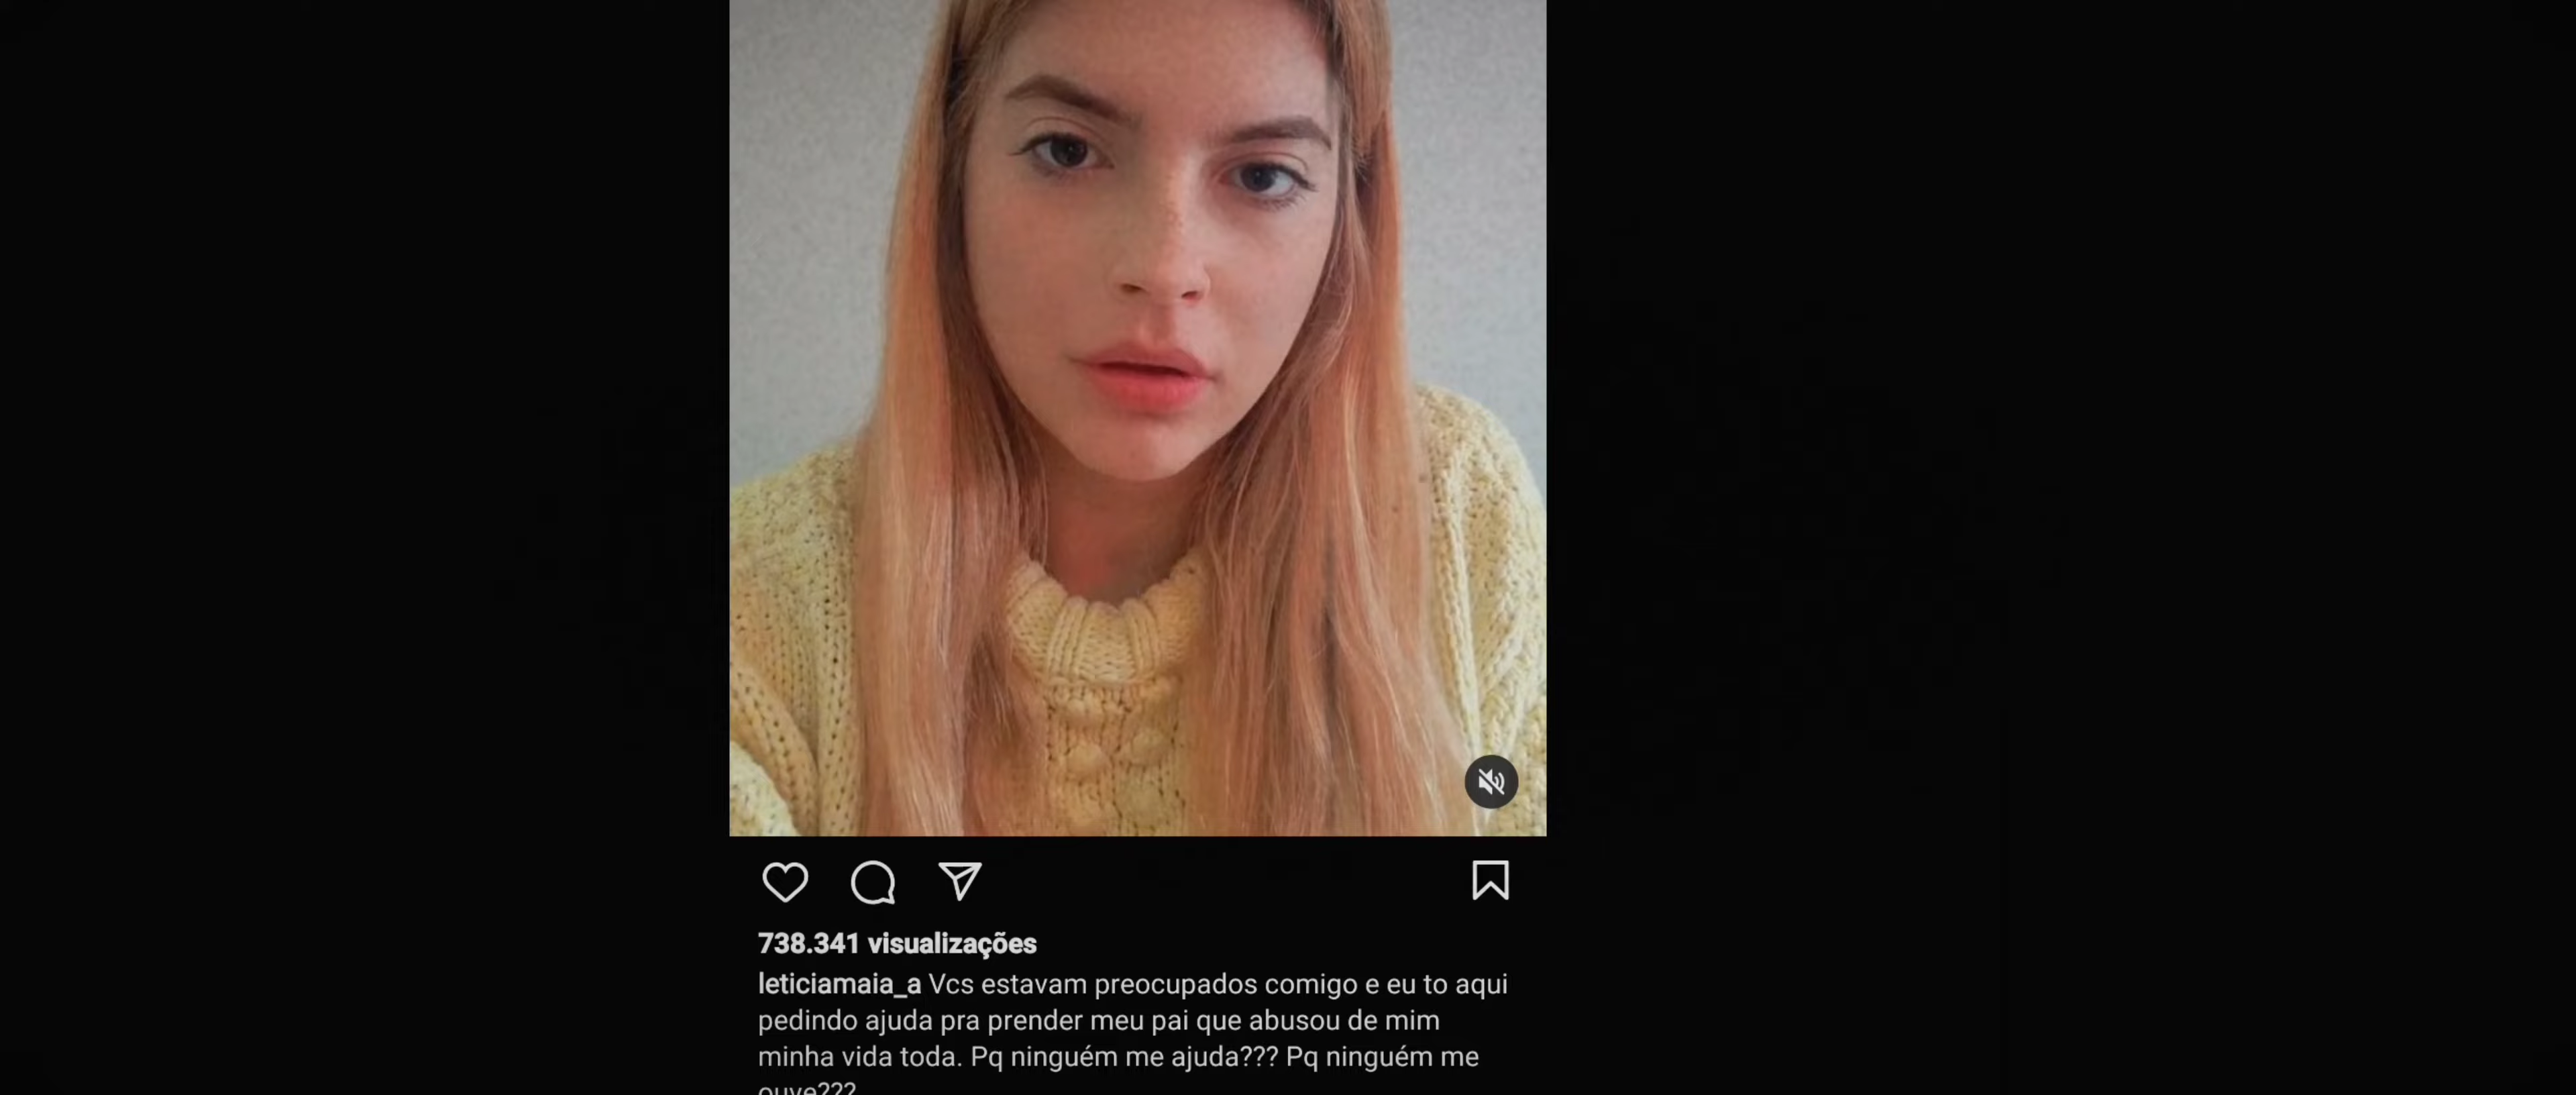 738.341 visualizações
leticiamaia_a Vcs estavam preocupados comigo e eu to aqui
pedindo ajuda pra prender meu pai que abusou de mim
minha vida toda. Pq ninguém me ajuda??? Pq ninguém me
ouve???